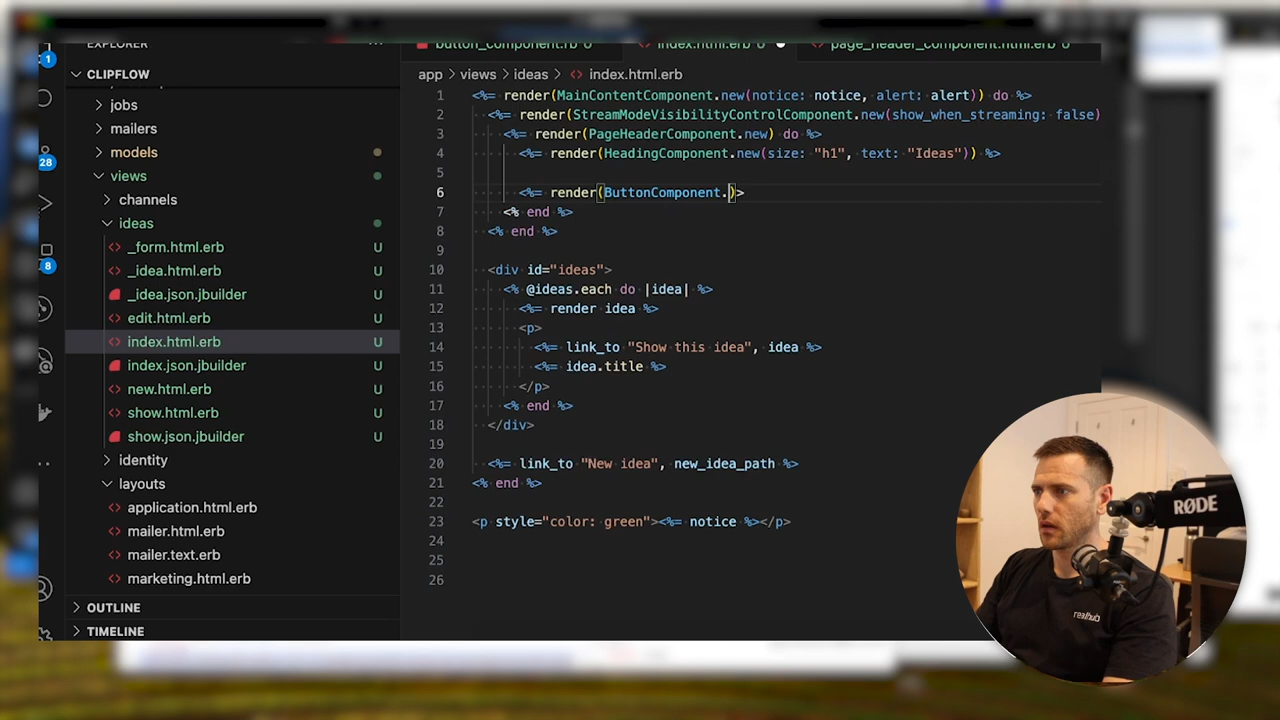 EXPLORER
CLIPFLOW
jobs
mailers
models
views
channels
ideas
_form.html.erb U
_idea.html.erb U
_idea.json.jbuilder U
edit.html.erb U
index.html.erb U
index.json.jbuilder U
new.html.erb U
show.html.erb U
show.json.jbuilder U
identity
layouts
application.html.erb
mailer.html.erb
mailer.text.erb
marketing.html.erb
OUTLINE
TIMELINE
1
28
8
button_component.rb U
index.html.erb U
page_header_component.html.erb U
app > views > ideas > index.html.erb
1 <%= render(MainContentComponent.new(notice: notice, alert: alert)) do %>
2 <%= render(StreamModeVisibilityControlComponent.new(show_when_streaming: false)
3 <%= render(PageHeaderComponent.new) do %>
4 <%= render(HeadingComponent.new(size: "h1", text: "Ideas")) %>
5
6 <%= render(ButtonComponent.)>
7 <% end %>
8 <% end %>
9
10 <div id="ideas">
11 <% @ideas.each do |idea| %>
12 <%= render idea %>
13 <p>
14 <%= link_to "Show this idea", idea %>
15 <%= idea.title %>
16 </p>
17 <% end %>
18 </div>
19
20 <%= link_to "New idea", new_idea_path %>
21 <% end %>
22
23 <p style="color: green"><%= notice %></p>
24
25
26
RØDE
realhub